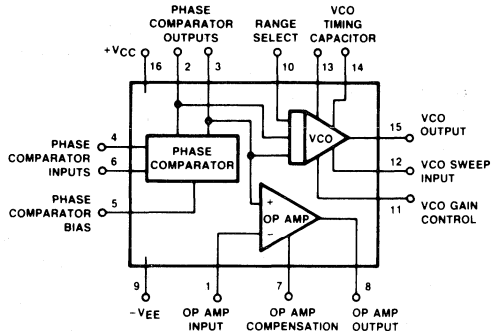 PHASE
COMPARATOR
OUTPUTS
RANGE
SELECT
VCO
TIMING
CAPACITOR
+VCC
16
2
3
10
13
14
PHASE
COMPARATOR
INPUTS
4
6
PHASE
COMPARATOR
VCO
15
VCO
OUTPUT
12
VCO SWEEP
INPUT
PHASE
COMPARATOR
BIAS
5
11
VCO GAIN
CONTROL
+
OP AMP
−
9
−VEE
1
OP AMP
INPUT
7
OP AMP
COMPENSATION
8
OP AMP
OUTPUT